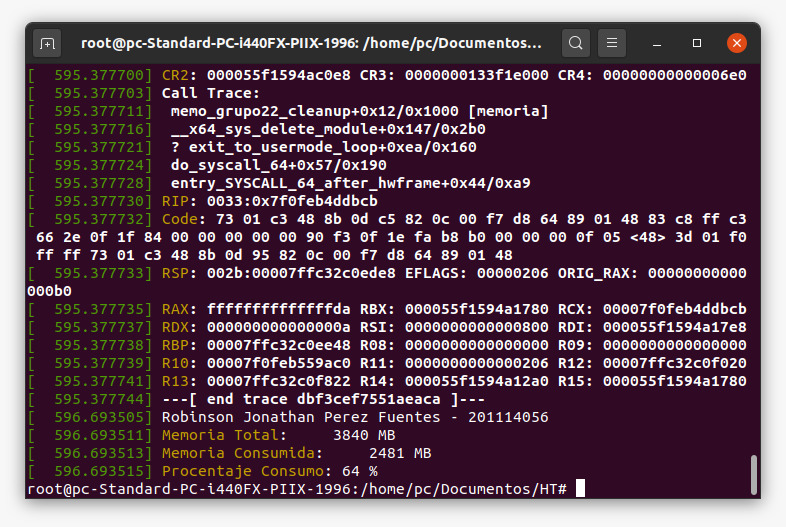 root@pc-Standard-PC-i440FX-PIIX-1996: /home/pc/Documentos...
[  595.377700] CR2: 000055f1594ac0e8 CR3: 0000000133f1e000 CR4: 00000000000006e0
[  595.377703] Call Trace:
[  595.377711]  memo_grupo22_cleanup+0x12/0x1000 [memoria]
[  595.377716]  __x64_sys_delete_module+0x147/0x2b0
[  595.377721]  ? exit_to_usermode_loop+0xea/0x160
[  595.377724]  do_syscall_64+0x57/0x190
[  595.377728]  entry_SYSCALL_64_after_hwframe+0x44/0xa9
[  595.377730] RIP: 0033:0x7f0feb4ddbcb
[  595.377732] Code: 73 01 c3 48 8b 0d c5 82 0c 00 f7 d8 64 89 01 48 83 c8 ff c3
 66 2e 0f 1f 84 00 00 00 00 00 90 f3 0f 1e fa b8 b0 00 00 00 0f 05 <48> 3d 01 f0
 ff ff 73 01 c3 48 8b 0d 95 82 0c 00 f7 d8 64 89 01 48
[  595.377733] RSP: 002b:00007ffc32c0ede8 EFLAGS: 00000206 ORIG_RAX: 00000000000
000b0
[  595.377735] RAX: ffffffffffffffda RBX: 000055f1594a1780 RCX: 00007f0feb4ddbcb
[  595.377737] RDX: 000000000000000a RSI: 0000000000000800 RDI: 000055f1594a17e8
[  595.377738] RBP: 00007ffc32c0ee48 R08: 0000000000000000 R09: 0000000000000000
[  595.377739] R10: 00007f0feb559ac0 R11: 0000000000000206 R12: 00007ffc32c0f020
[  595.377741] R13: 00007ffc32c0f822 R14: 000055f1594a12a0 R15: 000055f1594a1780
[  595.377744] ---[ end trace dbf3cef7551aeaca ]---
[  596.693505] Robinson Jonathan Perez Fuentes - 201114056
[  596.693511] Memoria Total:     3840 MB
[  596.693513] Memoria Consumida:     2481 MB
[  596.693515] Procentaje Consumo: 64 %
root@pc-Standard-PC-i440FX-PIIX-1996:/home/pc/Documentos/HT#